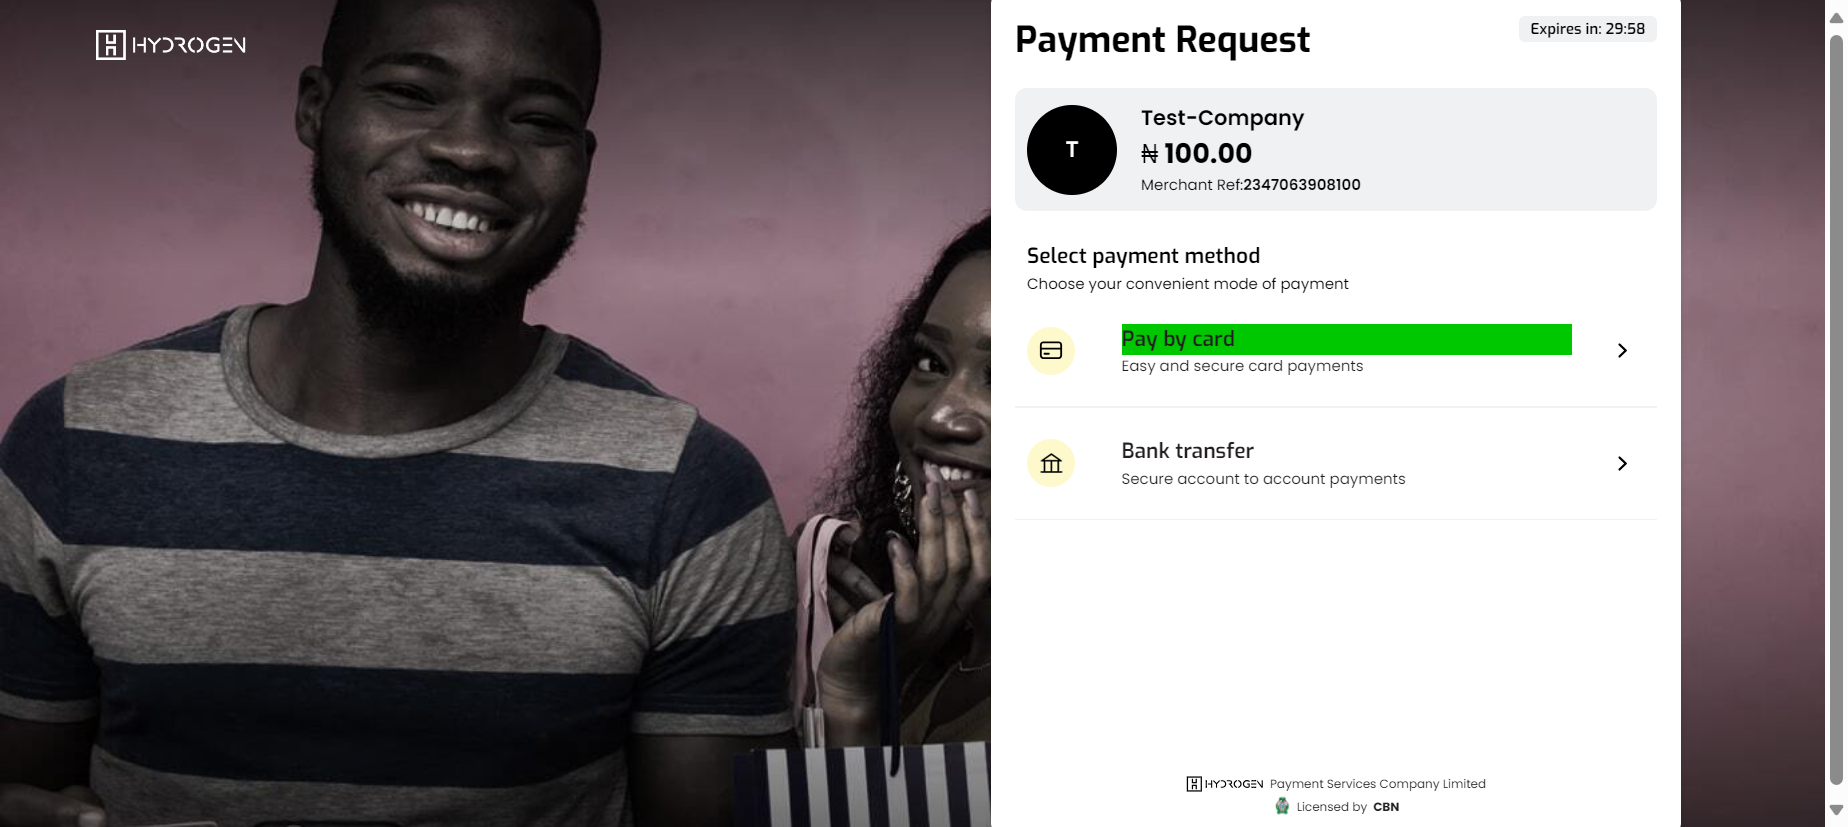 HYDROGEN
Payment Request
Expires in: 29:58
T
Test-Company
₦ 100.00
Merchant Ref:2347063908100
Select payment method
Choose your convenient mode of payment
Pay by card
Easy and secure card payments
Bank transfer
Secure account to account payments
HYDROGEN Payment Services Company Limited
Licensed by CBN